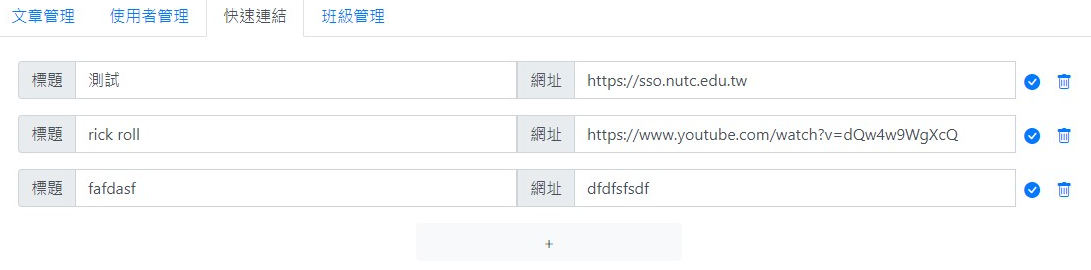 文章管理 使用者管理 快速連結 班級管理
標題 測試 網址 https://sso.nutc.edu.tw
標題 rick roll 網址 https://www.youtube.com/watch?v=dQw4w9WgXcQ
標題 fafdasf 網址 dfdfsfsdf
+